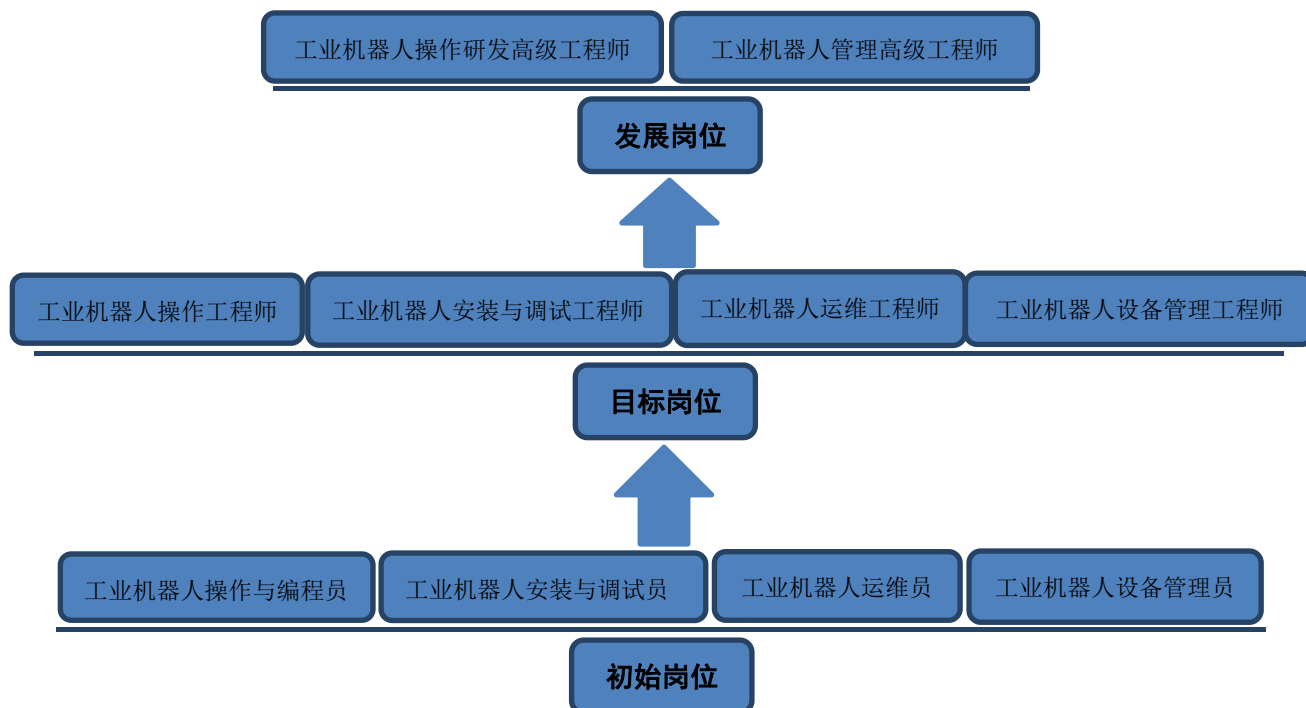 工业机器人操作研发高级工程师
工业机器人管理高级工程师
发展岗位
工业机器人操作工程师
工业机器人安装与调试工程师
工业机器人运维工程师
工业机器人设备管理工程师
目标岗位
工业机器人操作与编程员
工业机器人安装与调试员
工业机器人运维员
工业机器人设备管理员
初始岗位